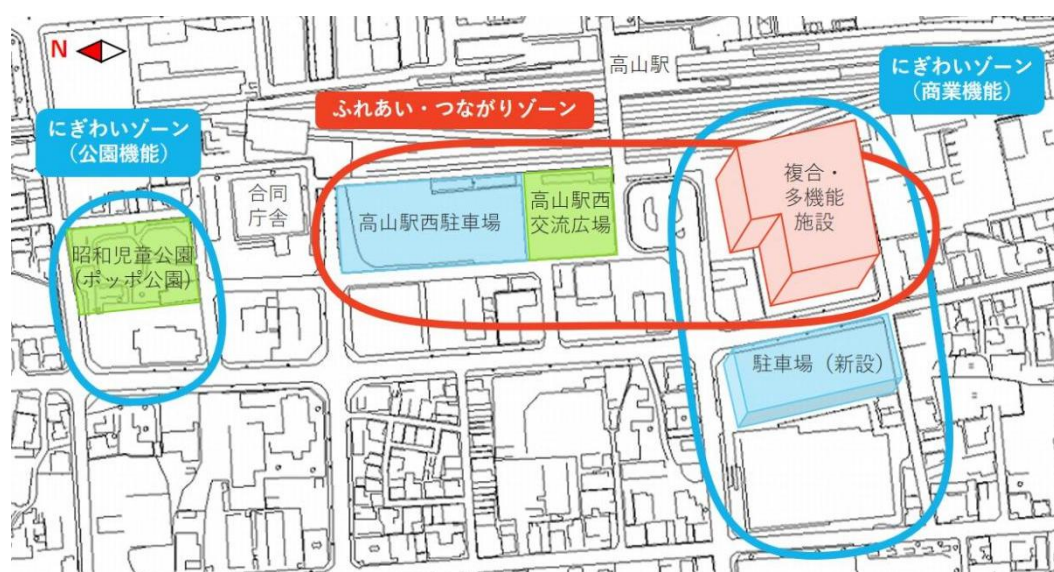 N
高山駅
にぎわいゾーン
(商業機能)
ふれあい・つながりゾーン
にぎわいゾーン
(公園機能)
合同
庁舎
高山駅西駐車場
高山駅西
交流広場
複合・
多機能
施設
昭和児童公園
(ポッポ公園)
駐車場(新設)